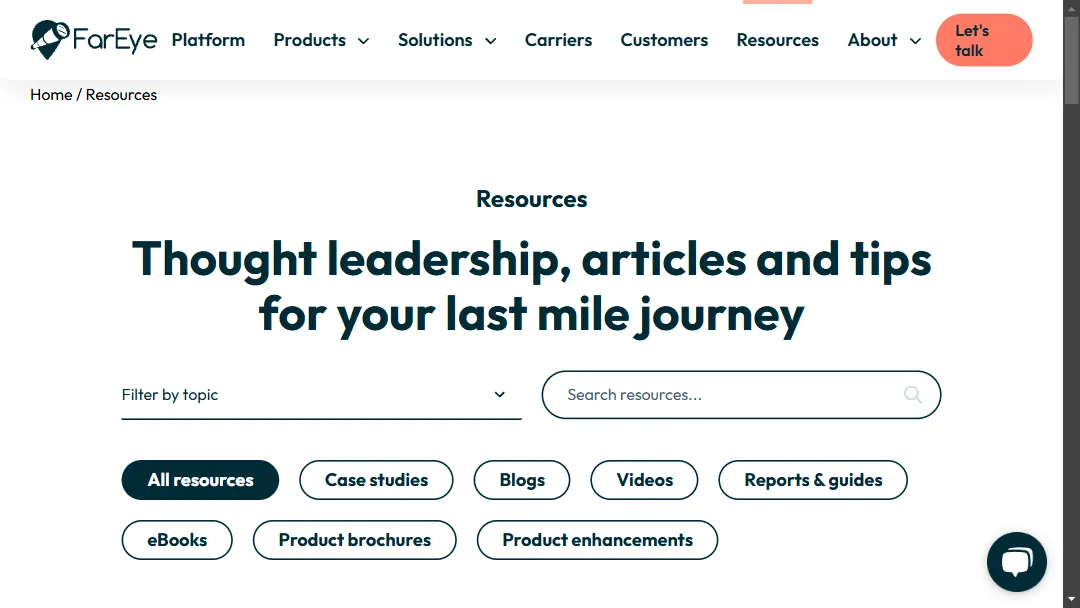 FarEye Platform Products Solutions Carriers Customers Resources About Let's talk
Home / Resources
Resources
Thought leadership, articles and tips
for your last mile journey
Filter by topic Search resources...
All resources Case studies Blogs Videos Reports & guides
eBooks Product brochures Product enhancements